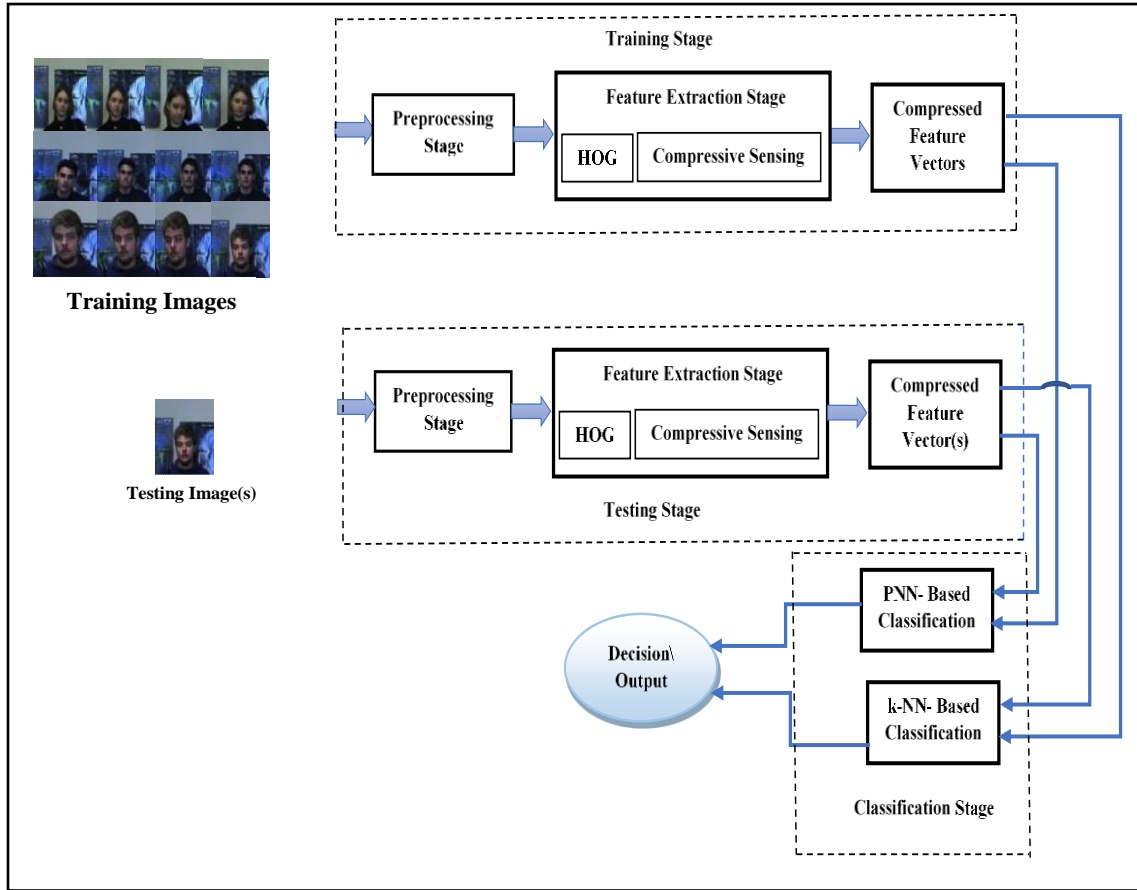 Training Stage
Preprocessing
Stage
Feature Extraction Stage
HOG
Compressive Sensing
Compressed
Feature
Vectors
Training Images
Preprocessing
Stage
Feature Extraction Stage
HOG
Compressive Sensing
Compressed
Feature
Vector(s)
Testing Image(s)
Testing Stage
PNN- Based
Classification
Decision\
Output
k-NN- Based
Classification
Classification Stage